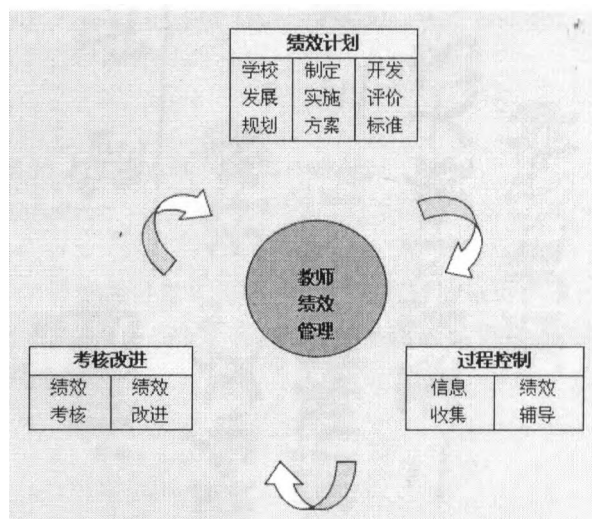 绩效计划
学校 制定 开发
发展 实施 评价
规划 方案 标准
教师
绩效
管理
考核改进
绩效 绩效
考核 改进
过程控制
信息 绩效
收集 辅导